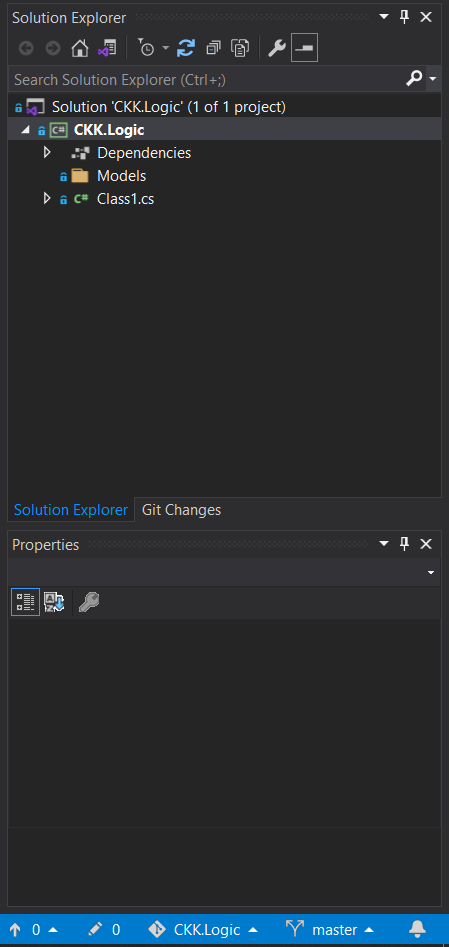 Solution Explorer
Search Solution Explorer (Ctrl+;)
Solution 'CKK.Logic' (1 of 1 project)
C# CKK.Logic
Dependencies
Models
C# Class1.cs
Solution Explorer Git Changes
Properties
0 0 CKK.Logic master